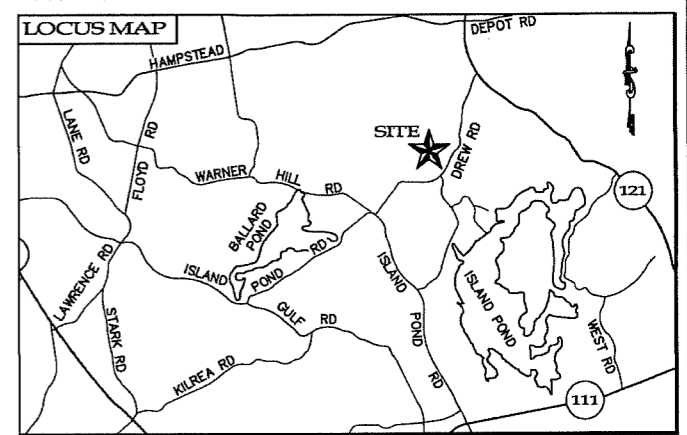 LOCUS MAP
DEPOT RD
HAMPSTEAD
RD
LANE RD
FLOYD RD
SITE
DREW RD
WARNER HILL RD
121
BALLARD POND
ISLAND POND RD
LAWRENCE RD
ISLAND POND RD
ISLAND POND
STARK RD
GULF RD
WEST RD
KILREA RD
111